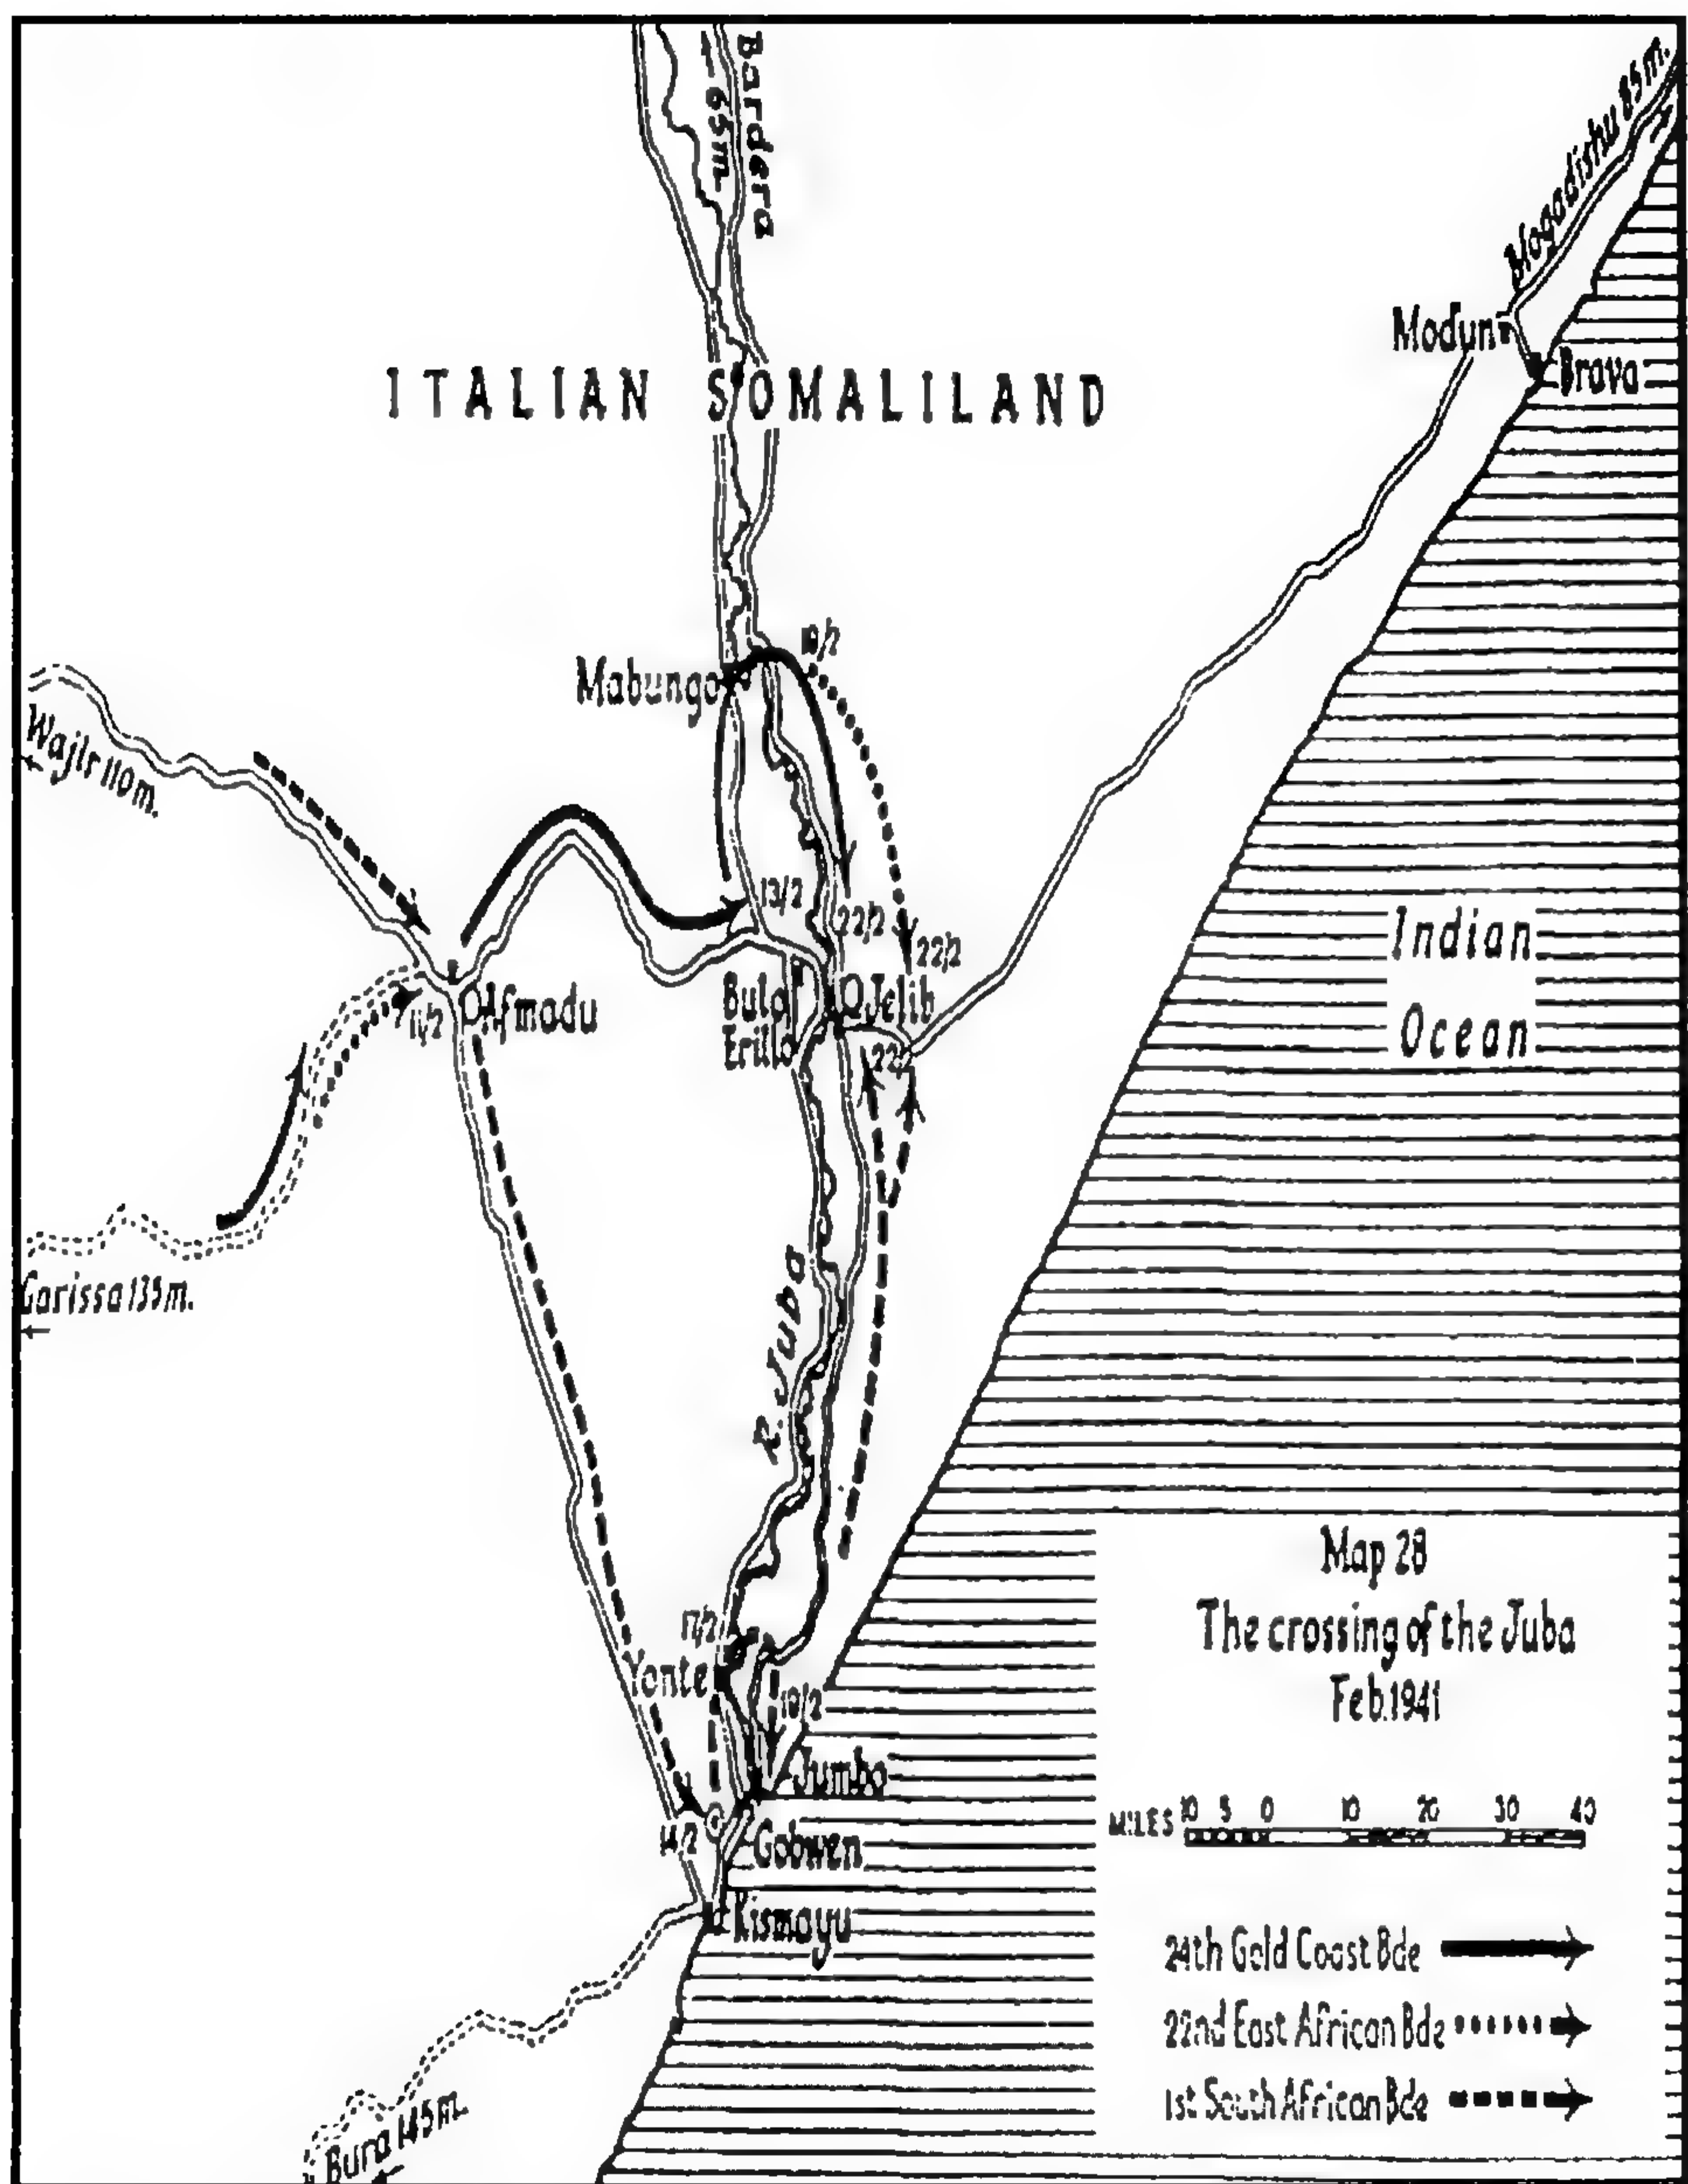 Bardera
65m.
Mogadishu 85m.
Modun
Brava
ITALIAN SOMALILAND
Mabungo
Wajir 110m.
13/2
22/2
22/2
Indian
Ocean
Afmadu
11/2
Bulo
Erillo
Jelib
Garissa 135m.
R. Juba
17/2
Yonte
Jumbo
14/2
Gobwen
Kismayu
Bura 145m.
Map 28
The crossing of the Juba
Feb. 1941
MILES 10 5 0 10 20 30 40
24th Gold Coast Bde
22nd East African Bde
1st South African Bde